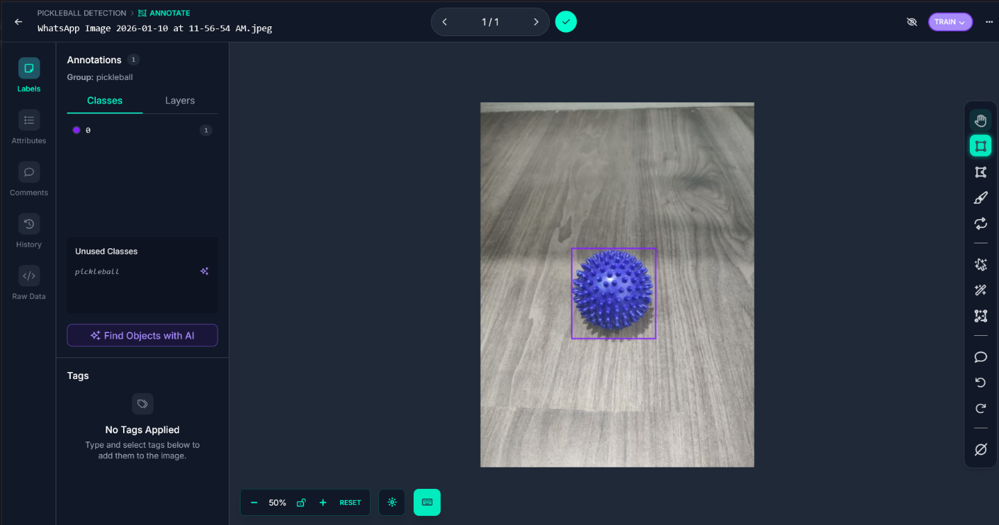 PICKLEBALL DETECTION > ANNOTATE
WhatsApp Image 2026-01-10 at 11-56-54 AM.jpeg
1 / 1
TRAIN
Labels
Attributes
Comments
History
Raw Data
Annotations 1
Group: pickleball
Classes Layers
0 1
Unused Classes
pickleball
Find Objects with AI
Tags
No Tags Applied
Type and select tags below to
add them to the image.
50%
RESET